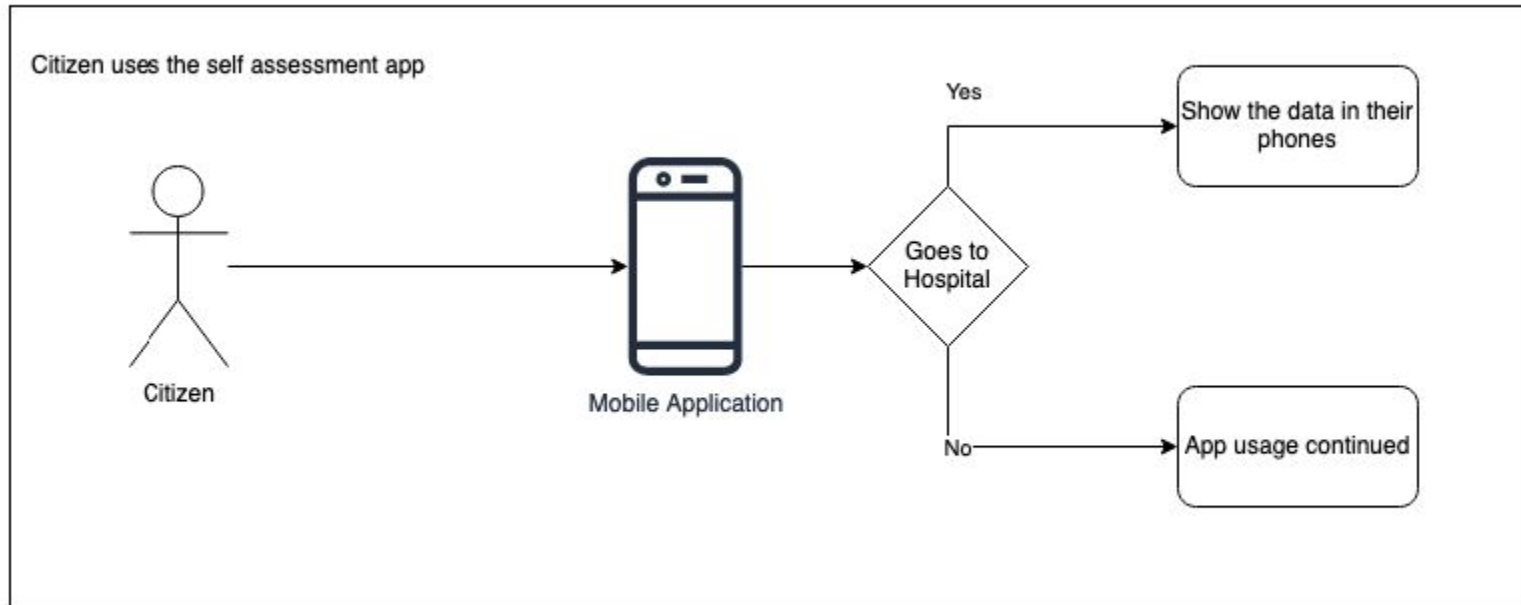 Citizen uses the self assessment app
Yes
Show the data in their
phones
Goes to
Hospital
Citizen
Mobile Application
No
App usage continued